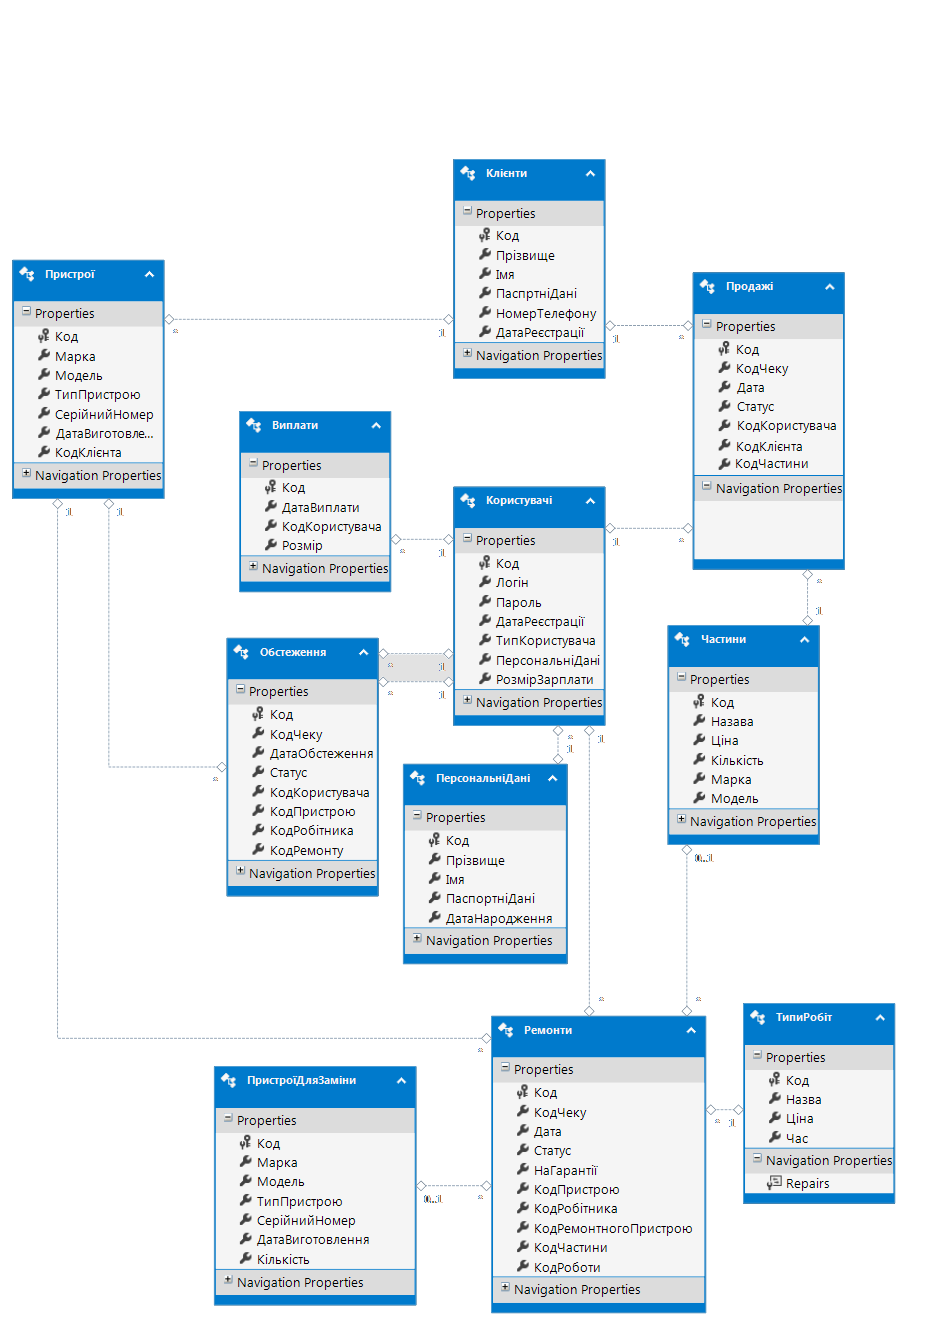 Клієнти
Properties
Код
Прізвище
Імя
ПаспртніДані
НомерТелефону
ДатаРеєстрації
Navigation Properties
Пристрої
Properties
Код
Марка
Модель
ТипПристрою
СерійнийНомер
ДатаВиготовле...
КодКлієнта
Navigation Properties
Продажі
Properties
Код
КодЧеку
Дата
Статус
КодКористувача
КодКлієнта
КодЧастини
Navigation Properties
Виплати
Properties
Код
ДатаВиплати
КодКористувача
Розмір
Navigation Properties
Користувачі
Properties
Код
Логін
Пароль
ДатаРеєстрації
ТипКористувача
ПерсональніДані
РозмірЗарплати
Navigation Properties
Обстеження
Properties
Код
КодЧеку
ДатаОбстеження
Статус
КодКористувача
КодПристрою
КодРобітника
КодРемонту
Navigation Properties
Частини
Properties
Код
Назава
Ціна
Кількість
Марка
Модель
Navigation Properties
ПерсональніДані
Properties
Код
Прізвище
Імя
ПаспортніДані
ДатаНародження
Navigation Properties
Ремонти
Properties
Код
КодЧеку
Дата
Статус
НаГарантії
КодПристрою
КодРобітника
КодРемонтногоПристрою
КодЧастини
КодРоботи
Navigation Properties
ТипиРобіт
Properties
Код
Назва
Ціна
Час
Navigation Properties
Repairs
ПристроїДляЗаміни
Properties
Код
Марка
Модель
ТипПристрою
СерійнийНомер
ДатаВиготовлення
Кількість
Navigation Properties